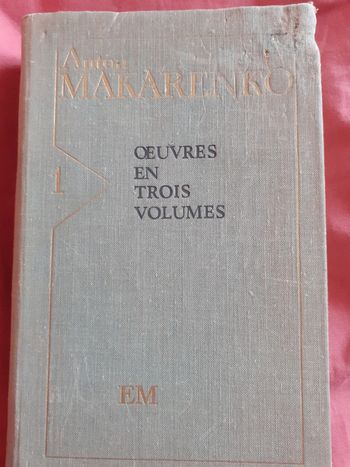 Anton
MAKARENKO
1
ŒUVRES
EN
TROIS
VOLUMES
EM